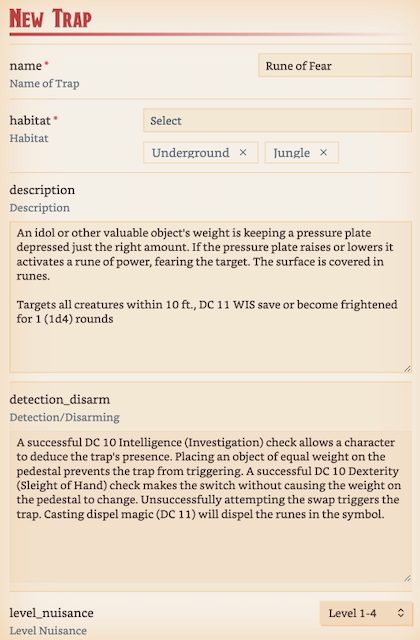 New Trap
name * Rune of Fear
Name of Trap
habitat * Select
Habitat
Underground × Jungle ×
description
Description
An idol or other valuable object's weight is keeping a pressure plate
depressed just the right amount. If the pressure plate raises or lowers it
activates a rune of power, fearing the target. The surface is covered in
runes.
Targets all creatures within 10 ft., DC 11 WIS save or become frightened
for 1 (1d4) rounds
detection_disarm
Detection/Disarming
A successful DC 10 Intelligence (Investigation) check allows a character
to deduce the trap's presence. Placing an object of equal weight on the
pedestal prevents the trap from triggering. A successful DC 10 Dexterity
(Sleight of Hand) check makes the switch without causing the weight on
the pedestal to change. Unsuccessfully attempting the swap triggers the
trap. Casting dispel magic (DC 11) will dispel the runes in the symbol.
level_nuisance Level 1-4
Level Nuisance